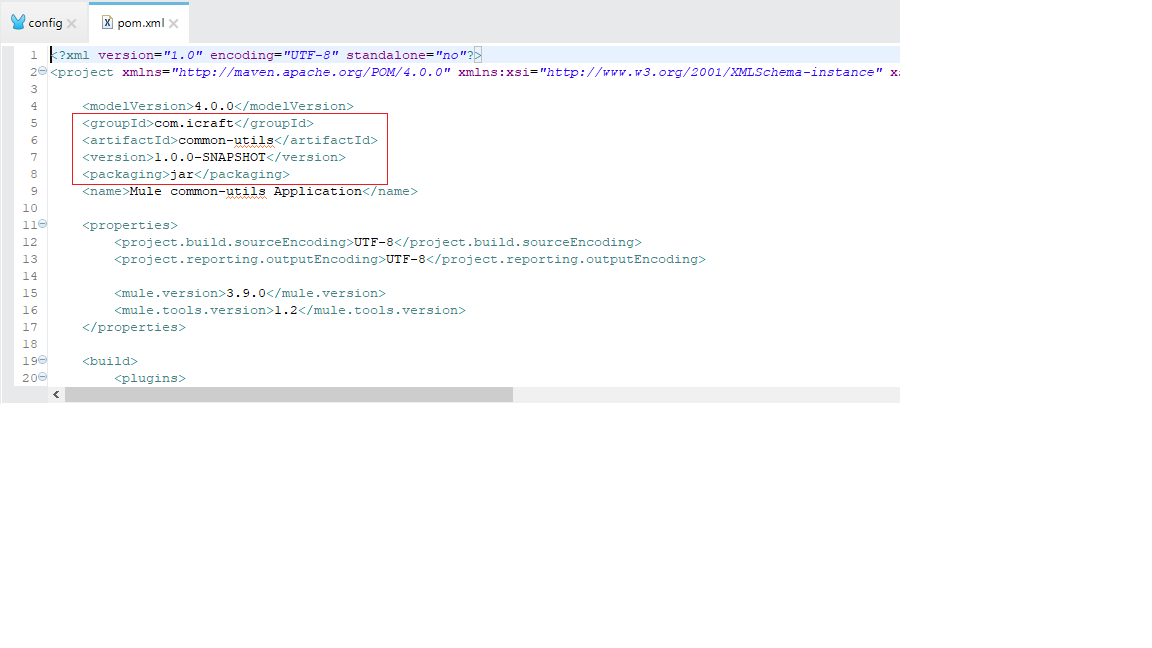 config
pom.xml
1 <?xml version="1.0" encoding="UTF-8" standalone="no"?>
2 <project xmlns="http://maven.apache.org/POM/4.0.0" xmlns:xsi="http://www.w3.org/2001/XMLSchema-instance"
3
4 <modelVersion>4.0.0</modelVersion>
5 <groupId>com.icraft</groupId>
6 <artifactId>common-utils</artifactId>
7 <version>1.0.0-SNAPSHOT</version>
8 <packaging>jar</packaging>
9 <name>Mule common-utils Application</name>
10
11 <properties>
12 <project.build.sourceEncoding>UTF-8</project.build.sourceEncoding>
13 <project.reporting.outputEncoding>UTF-8</project.reporting.outputEncoding>
14
15 <mule.version>3.9.0</mule.version>
16 <mule.tools.version>1.2</mule.tools.version>
17 </properties>
18
19 <build>
20 <plugins>